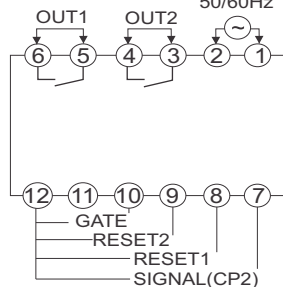 50/60Hz
OUT1 OUT2
~
6 5 4 3 2 1
12 11 10 9 8 7
GATE
RESET2
RESET1
SIGNAL(CP2)